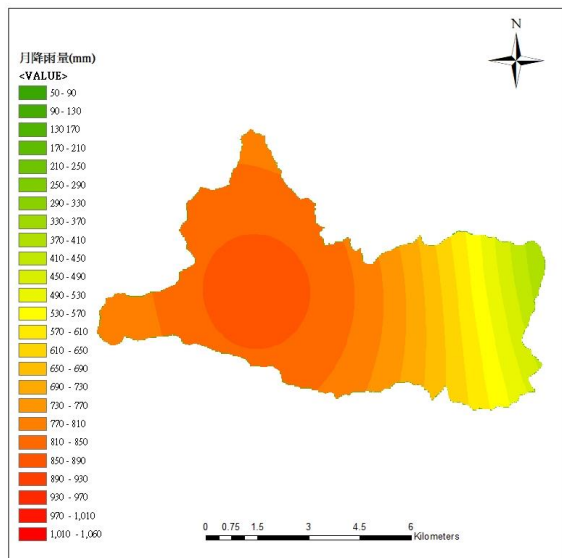 N
月降雨量(mm)
<VALUE>
50 - 90
90 - 130
130 170
170 - 210
210 - 250
250 - 290
290 - 330
330 - 370
370 - 410
410 - 450
450 - 490
490 - 530
530 - 570
570 - 610
610 - 650
650 - 690
690 - 730
730 - 770
770 - 810
810 - 850
850 - 890
890 - 930
930 - 970
970 - 1,010
1,010 - 1,060
0 0.75 1.5 3 4.5 6
Kilometers